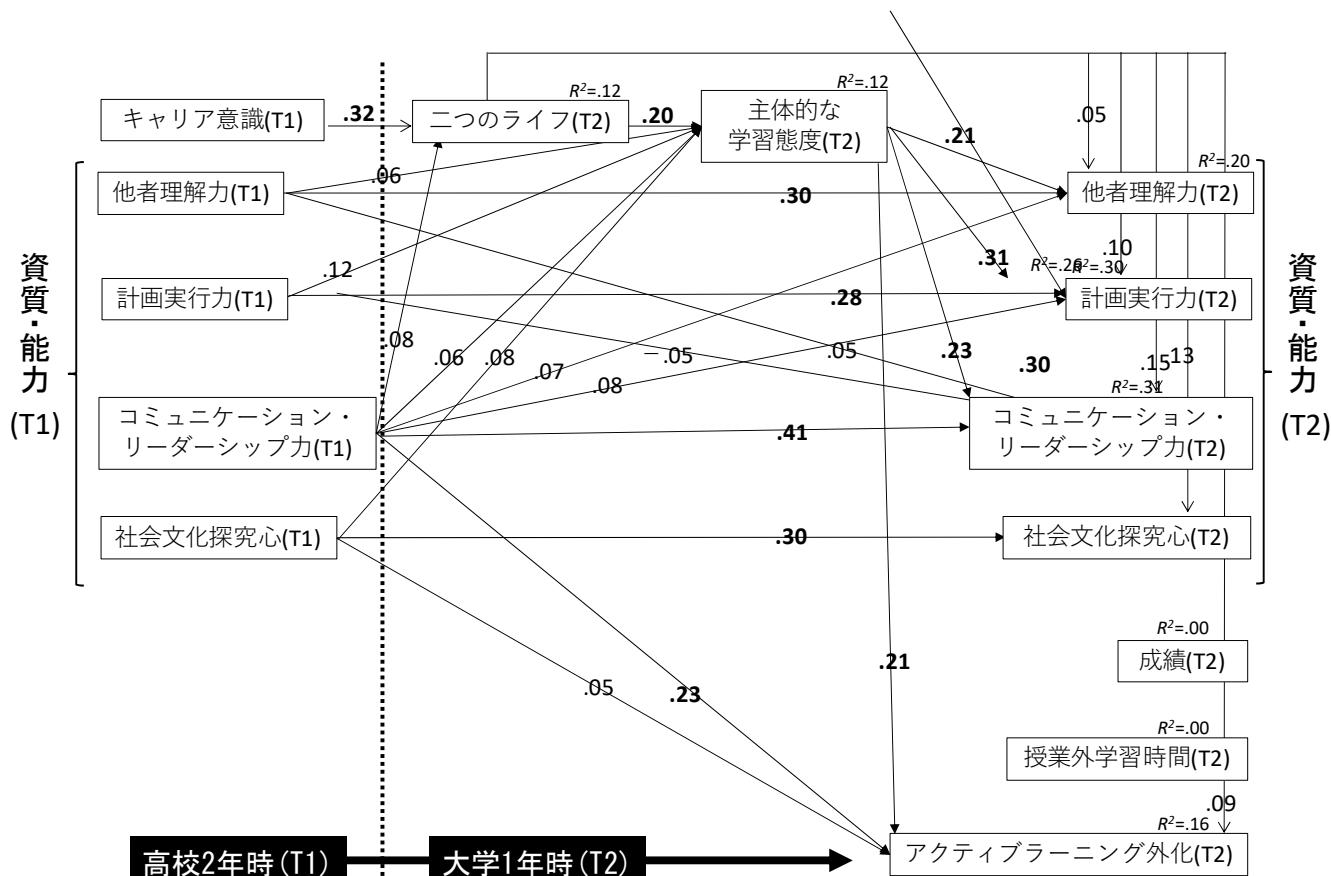 R²=.12
R²=.12
キャリア意識(T1)
.32
二つのライフ(T2)
.20
主体的な
学習態度(T2)
.05
.21
R²=.20
.06
他者理解力(T1)
.30
他者理解力(T2)
.10
資質・能力
(T1)
.12
.31
R²=.26
R²=.30
計画実行力(T1)
.28
計画実行力(T2)
資質・能力
(T2)
.08
.06
.08
.07
－.05
.05
.08
.23
.30
.15
.13
R²=.31
コミュニケーション・
リーダーシップ力(T1)
.41
コミュニケーション・
リーダーシップ力(T2)
社会文化探究心(T1)
.30
社会文化探究心(T2)
R²=.00
成績(T2)
.21
.05
.23
R²=.00
授業外学習時間(T2)
.09
R²=.16
アクティブラーニング外化(T2)
高校2年時(T1)
大学1年時(T2)